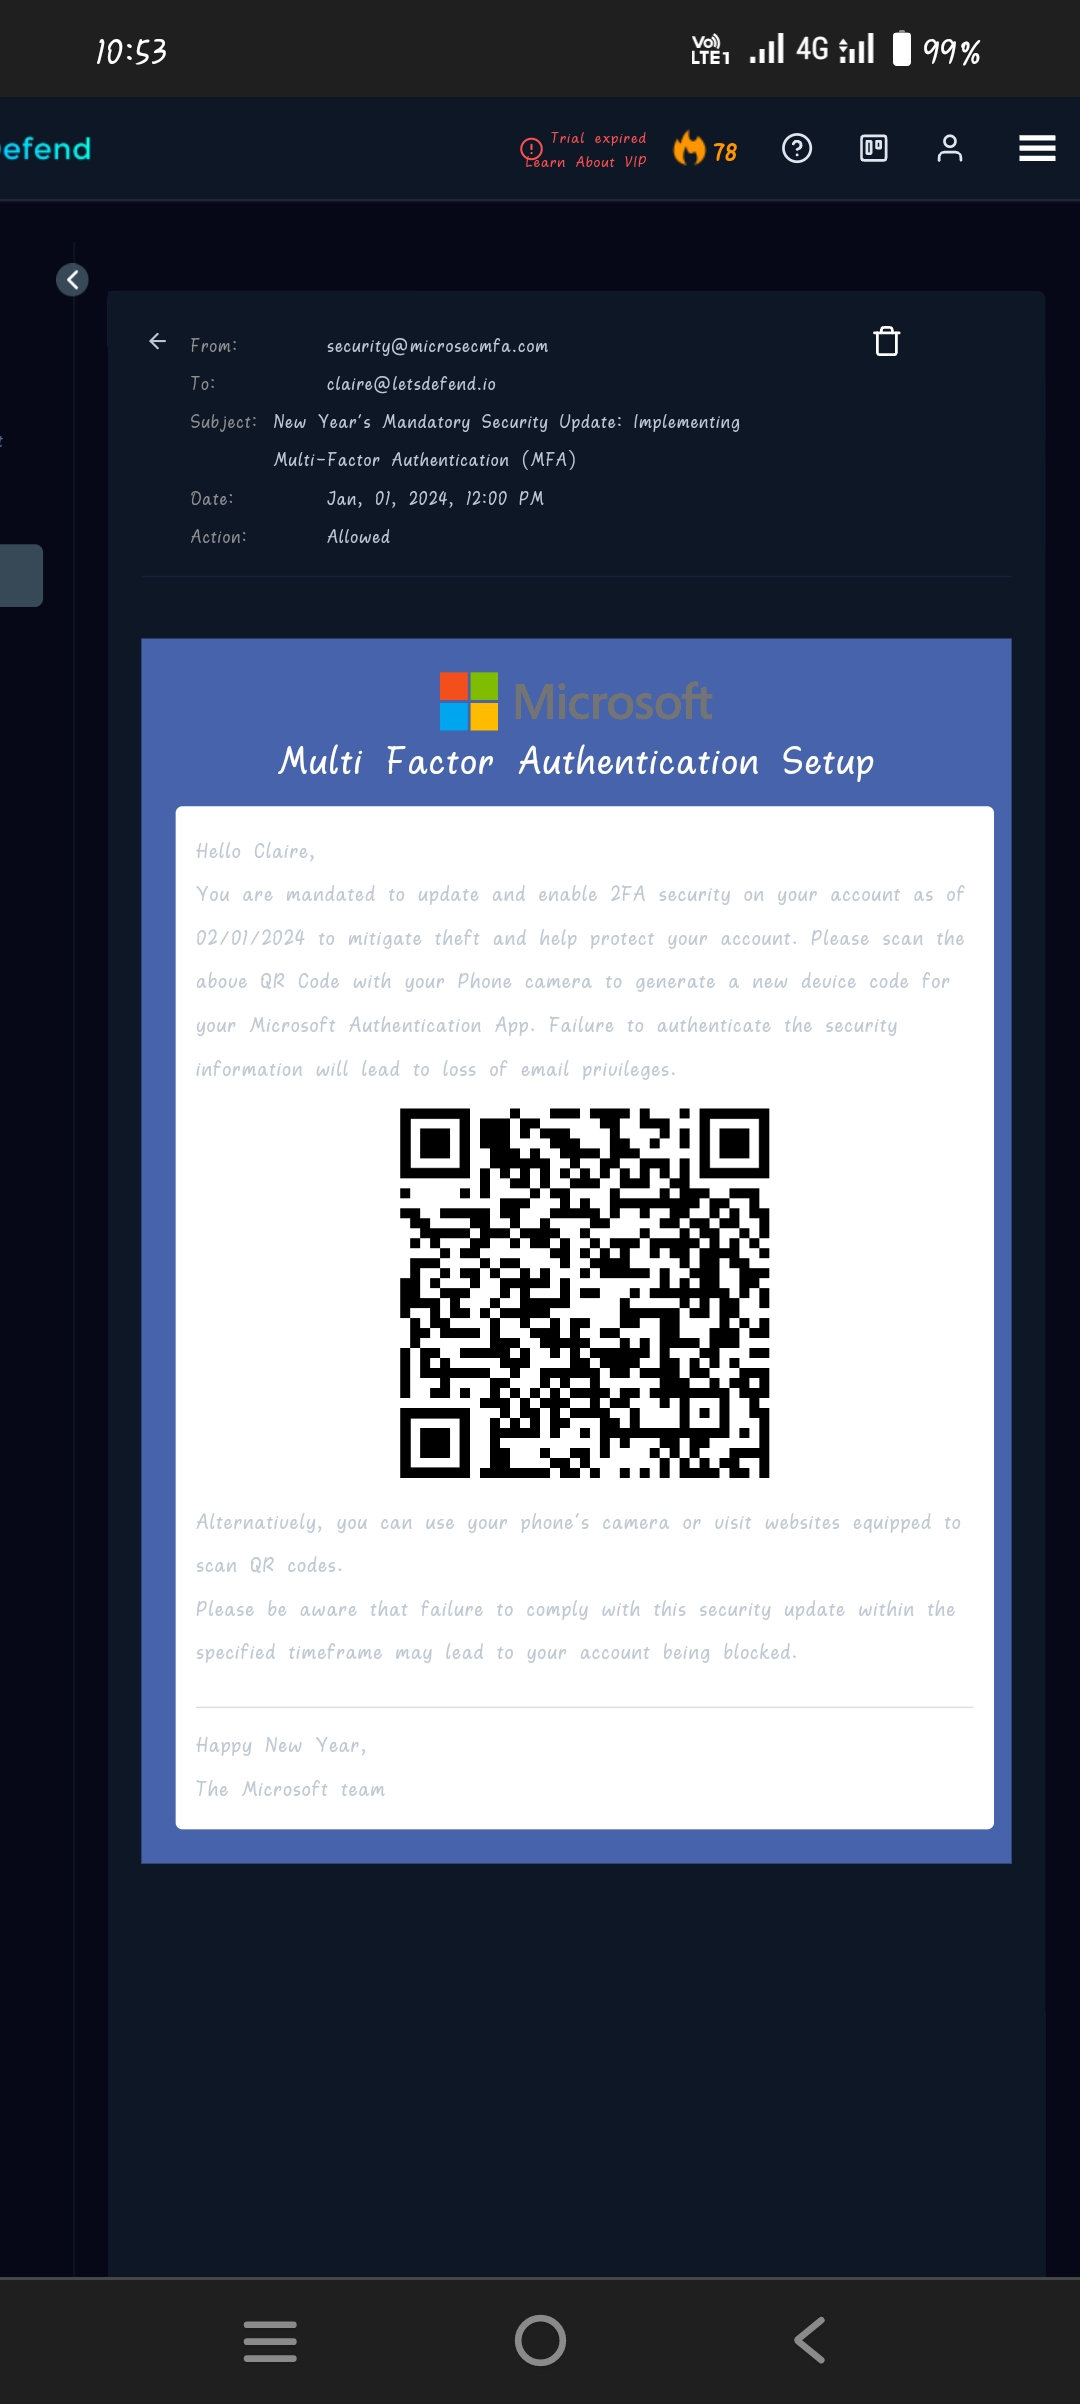 10:53
Vo)) LTE1 4G 99%
efend
Trial expired
Learn About VIP
78
From: security@microsecmfa.com
To: claire@letsdefend.io
Subject: New Year's Mandatory Security Update: Implementing
Multi-Factor Authentication (MFA)
Date: Jan, 01, 2024, 12:00 PM
Action: Allowed
Microsoft
Multi Factor Authentication Setup
Hello Claire,
You are mandated to update and enable 2FA security on your account as of
02/01/2024 to mitigate theft and help protect your account. Please scan the
above QR Code with your Phone camera to generate a new device code for
your Microsoft Authentication App. Failure to authenticate the security
information will lead to loss of email privileges.
Alternatively, you can use your phone's camera or visit websites equipped to
scan QR codes.
Please be aware that failure to comply with this security update within the
specified timeframe may lead to your account being blocked.
Happy New Year,
The Microsoft team